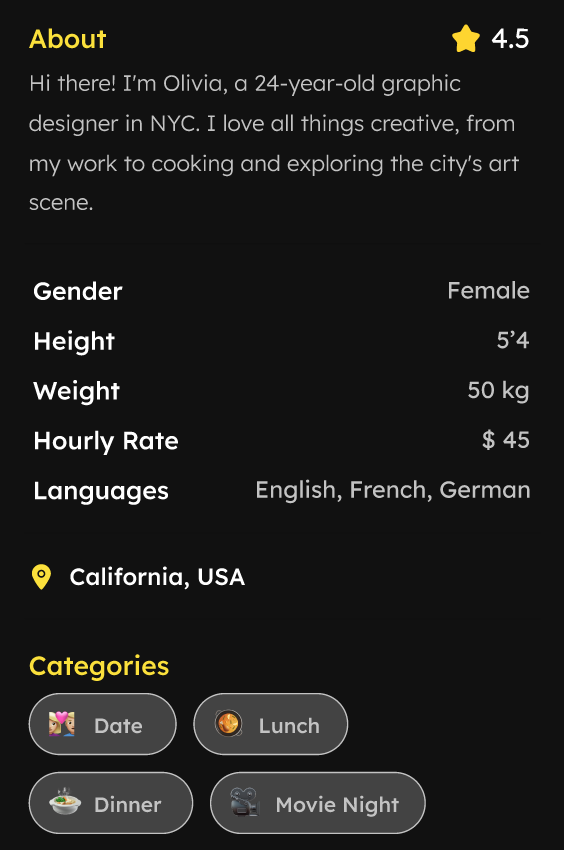 About 4.5
Hi there! I'm Olivia, a 24-year-old graphic
designer in NYC. I love all things creative, from
my work to cooking and exploring the city's art
scene.
Gender Female
Height 5’4
Weight 50 kg
Hourly Rate $ 45
Languages English, French, German
California, USA
Categories
Date Lunch
Dinner Movie Night